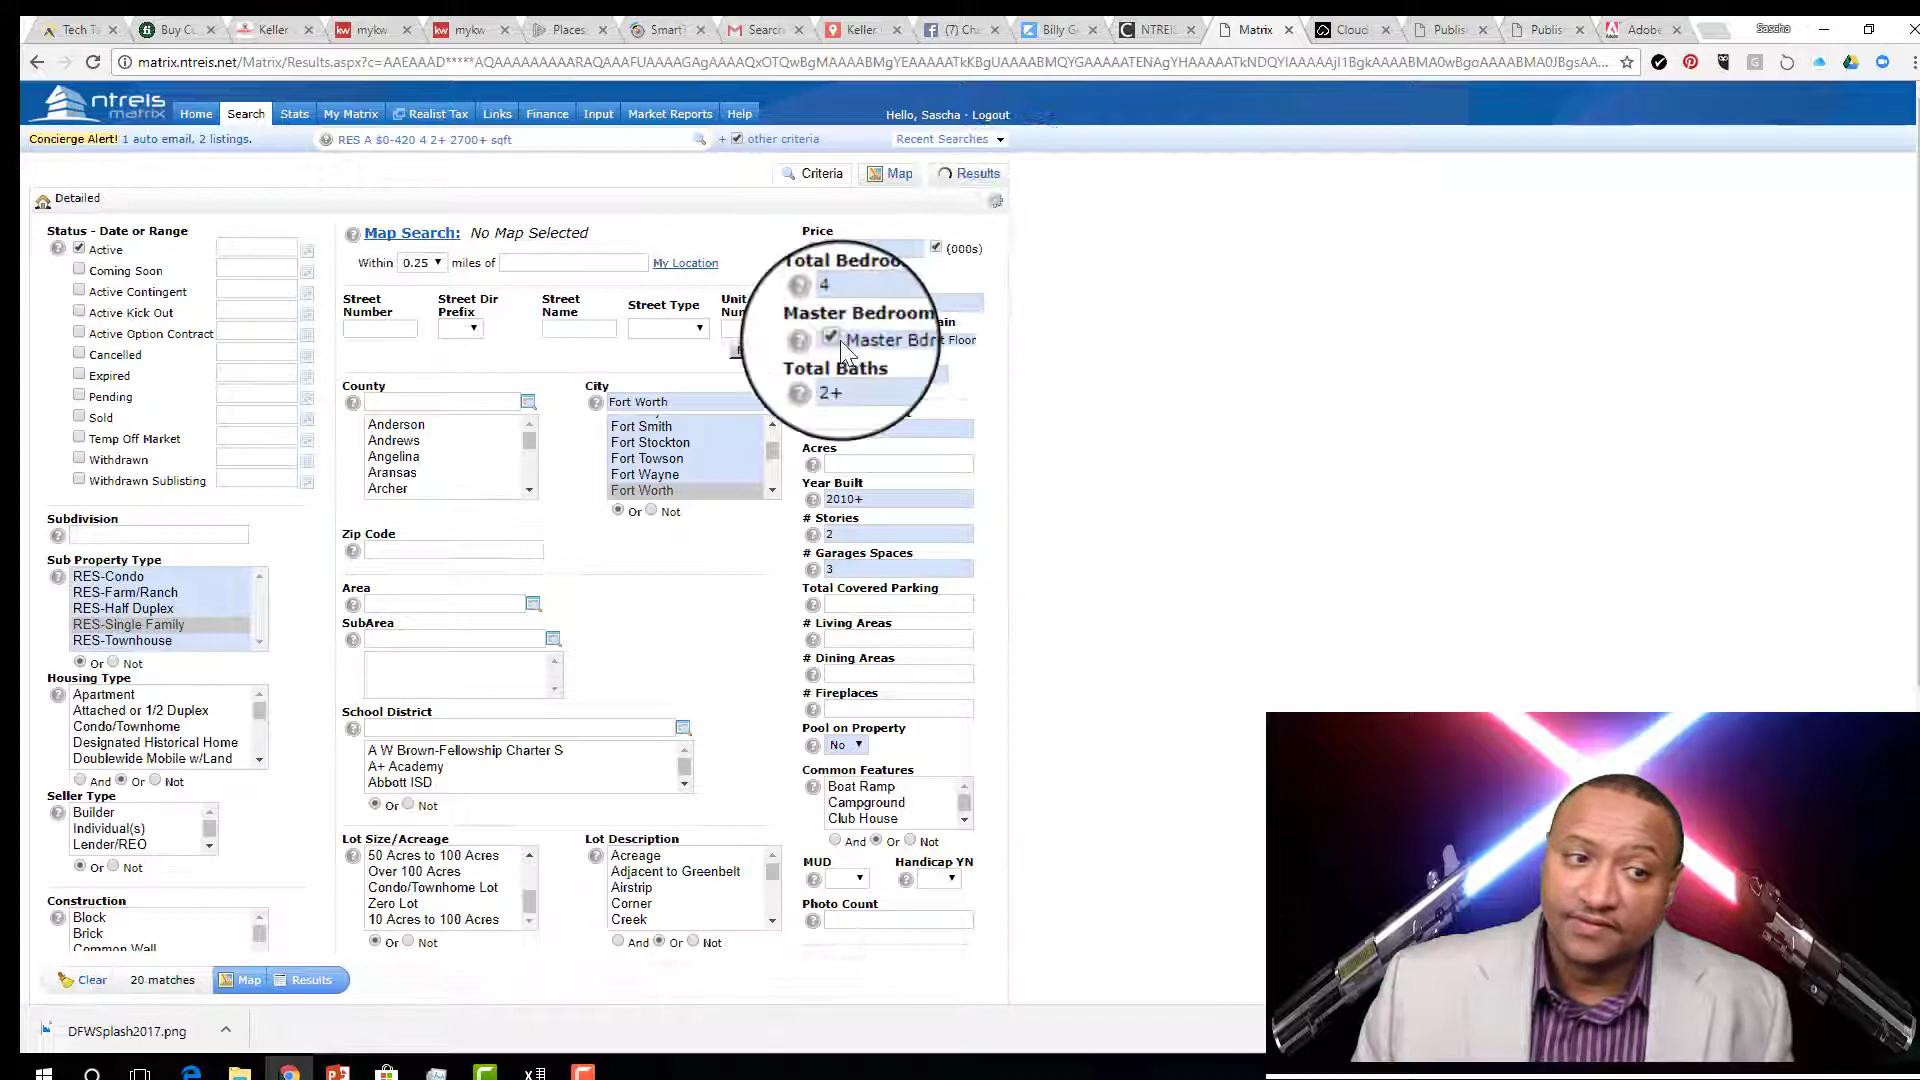 Tech T
Buy C
Keller
mykw
mykw
Places
SmartT
Search
Keller
(7) Ch
Billy G
NTREIS
Matrix
Cloud
Publis
Publis
Adobe
Sascha
matrix.ntreis.net/Matrix/Results.aspx?c=
ntreis
matrix
Home Search Stats My Matrix Realist Tax Links Finance Input Market Reports Help
Hello, Sascha · Logout
Concierge Alert! 1 auto email, 2 listings.
RES A $0-420 4 2+ 2700+ sqft
+ other criteria
Recent Searches
Criteria
Map
Results
Detailed
Status - Date or Range
Active
Coming Soon
Active Contingent
Active Kick Out
Active Option Contract
Cancelled
Expired
Pending
Sold
Temp Off Market
Withdrawn
Withdrawn Sublisting
Subdivision
Sub Property Type
RES-Condo
RES-Farm/Ranch
RES-Half Duplex
RES-Single Family
RES-Townhouse
Or Not
Housing Type
Apartment
Attached or 1/2 Duplex
Condo/Townhome
Designated Historical Home
Doublewide Mobile w/Land
And Or Not
Seller Type
Builder
Individual(s)
Lender/REO
Or Not
Construction
Block
Brick
Common Wall
Map Search: No Map Selected
Within 0.25 miles of
My Location
Street Number
Street Dir Prefix
Street Name
Street Type
Unit
County
Anderson
Andrews
Angelina
Aransas
Archer
City
Fort Worth
Fort Smith
Fort Stockton
Fort Towson
Fort Wayne
Fort Worth
Or Not
Zip Code
Area
SubArea
School District
A W Brown-Fellowship Charter S
A+ Academy
Abbott ISD
Or Not
Lot Size/Acreage
50 Acres to 100 Acres
Over 100 Acres
Condo/Townhome Lot
Zero Lot
10 Acres to 100 Acres
Or Not
Lot Description
Acreage
Adjacent to Greenbelt
Airstrip
Corner
Creek
And Or Not
Price
(000s)
Total Bedroo
4
Master Bedroom
Master Bdr
t Floor
Total Baths
2+
Acres
Year Built
2010+
# Stories
2
# Garages Spaces
3
Total Covered Parking
# Living Areas
# Dining Areas
# Fireplaces
Pool on Property
No
Common Features
Boat Ramp
Campground
Club House
And Or Not
MUD
Handicap YN
Photo Count
Clear
20 matches
Map
Results
DFWSplash2017.png